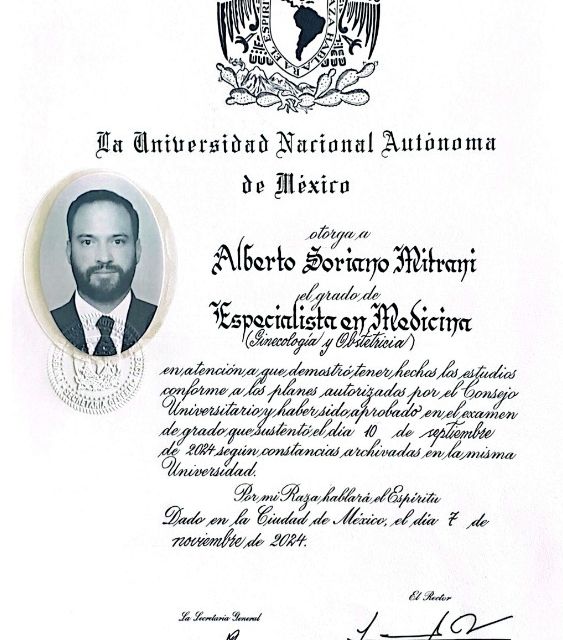 HABLARA EL ESPIRI
La Universidad Nacional Autónoma
de México
otorga a
Alberto Soriano Mitrani
el grado de
Especialista en Medicina
(Ginecología y Obstetricia)
en atención a que demostró tener hechos los estudios
conforme a los planes autorizados por el Consejo
Universitario y haber sido aprobado en el examen
de grado que sustentó el día 10 de septiembre
de 2024 según constancias archivadas en la misma
Universidad.
Por mi Raza hablará el Espíritu
Dado en la Ciudad de México, el día 7 de
noviembre de 2024.
El Rector
La Secretaria General